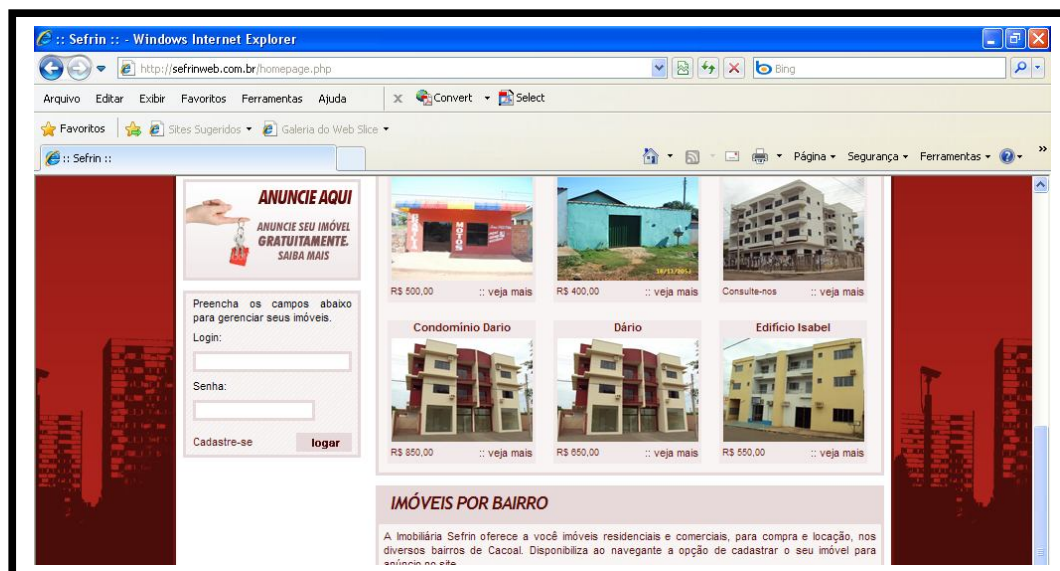 :: Sefrin :: - Windows Internet Explorer
http://sefrinweb.com.br/homepage.php
Bing
Arquivo Editar Exibir Favoritos Ferramentas Ajuda x Convert Select
Favoritos Sites Sugeridos Galeria do Web Slice
:: Sefrin :: Página Segurança Ferramentas »
ANUNCIE AQUI
ANUNCIE SEU IMÓVEL
GRATUITAMENTE.
SAIBA MAIS
Preencha os campos abaixo
para gerenciar seus imóveis.
Login:
Senha:
Cadastre-se logar
MOTOS
R$ 500,00 :: veja mais
R$ 400,00 :: veja mais
Consulte-nos :: veja mais
Condomínio Dario
R$ 850,00 :: veja mais
Dário
R$ 650,00 :: veja mais
Edifício Isabel
R$ 550,00 :: veja mais
IMÓVEIS POR BAIRRO
A Imobiliária Sefrin oferece a você imóveis residenciais e comerciais, para compra e locação, nos
diversos bairros de Cacoal. Disponibiliza ao navegante a opção de cadastrar o seu imóvel para
anúncio no site.